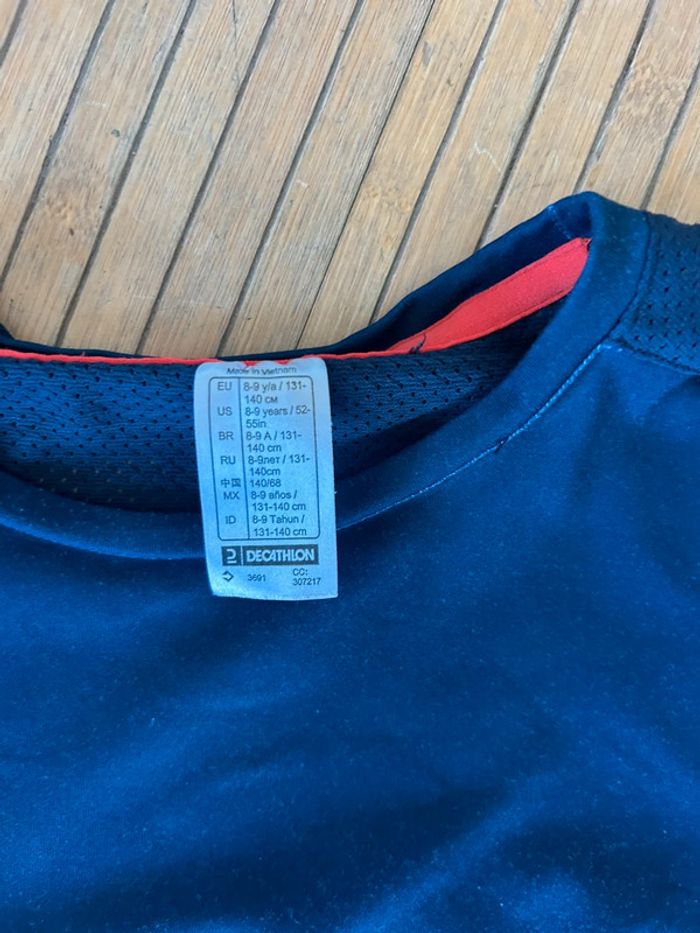 Made in Vietnam
EU 8-9 y/a / 131-
140 см
US 8-9 years / 52-
55in
BR 8-9 A / 131-
140 cm
RU 8-9лет / 131-
140cm
中国 140/68
MX 8-9 años /
131-140 cm
ID 8-9 Tahun /
131-140 cm
DECATHLON
3691 CC:
307217